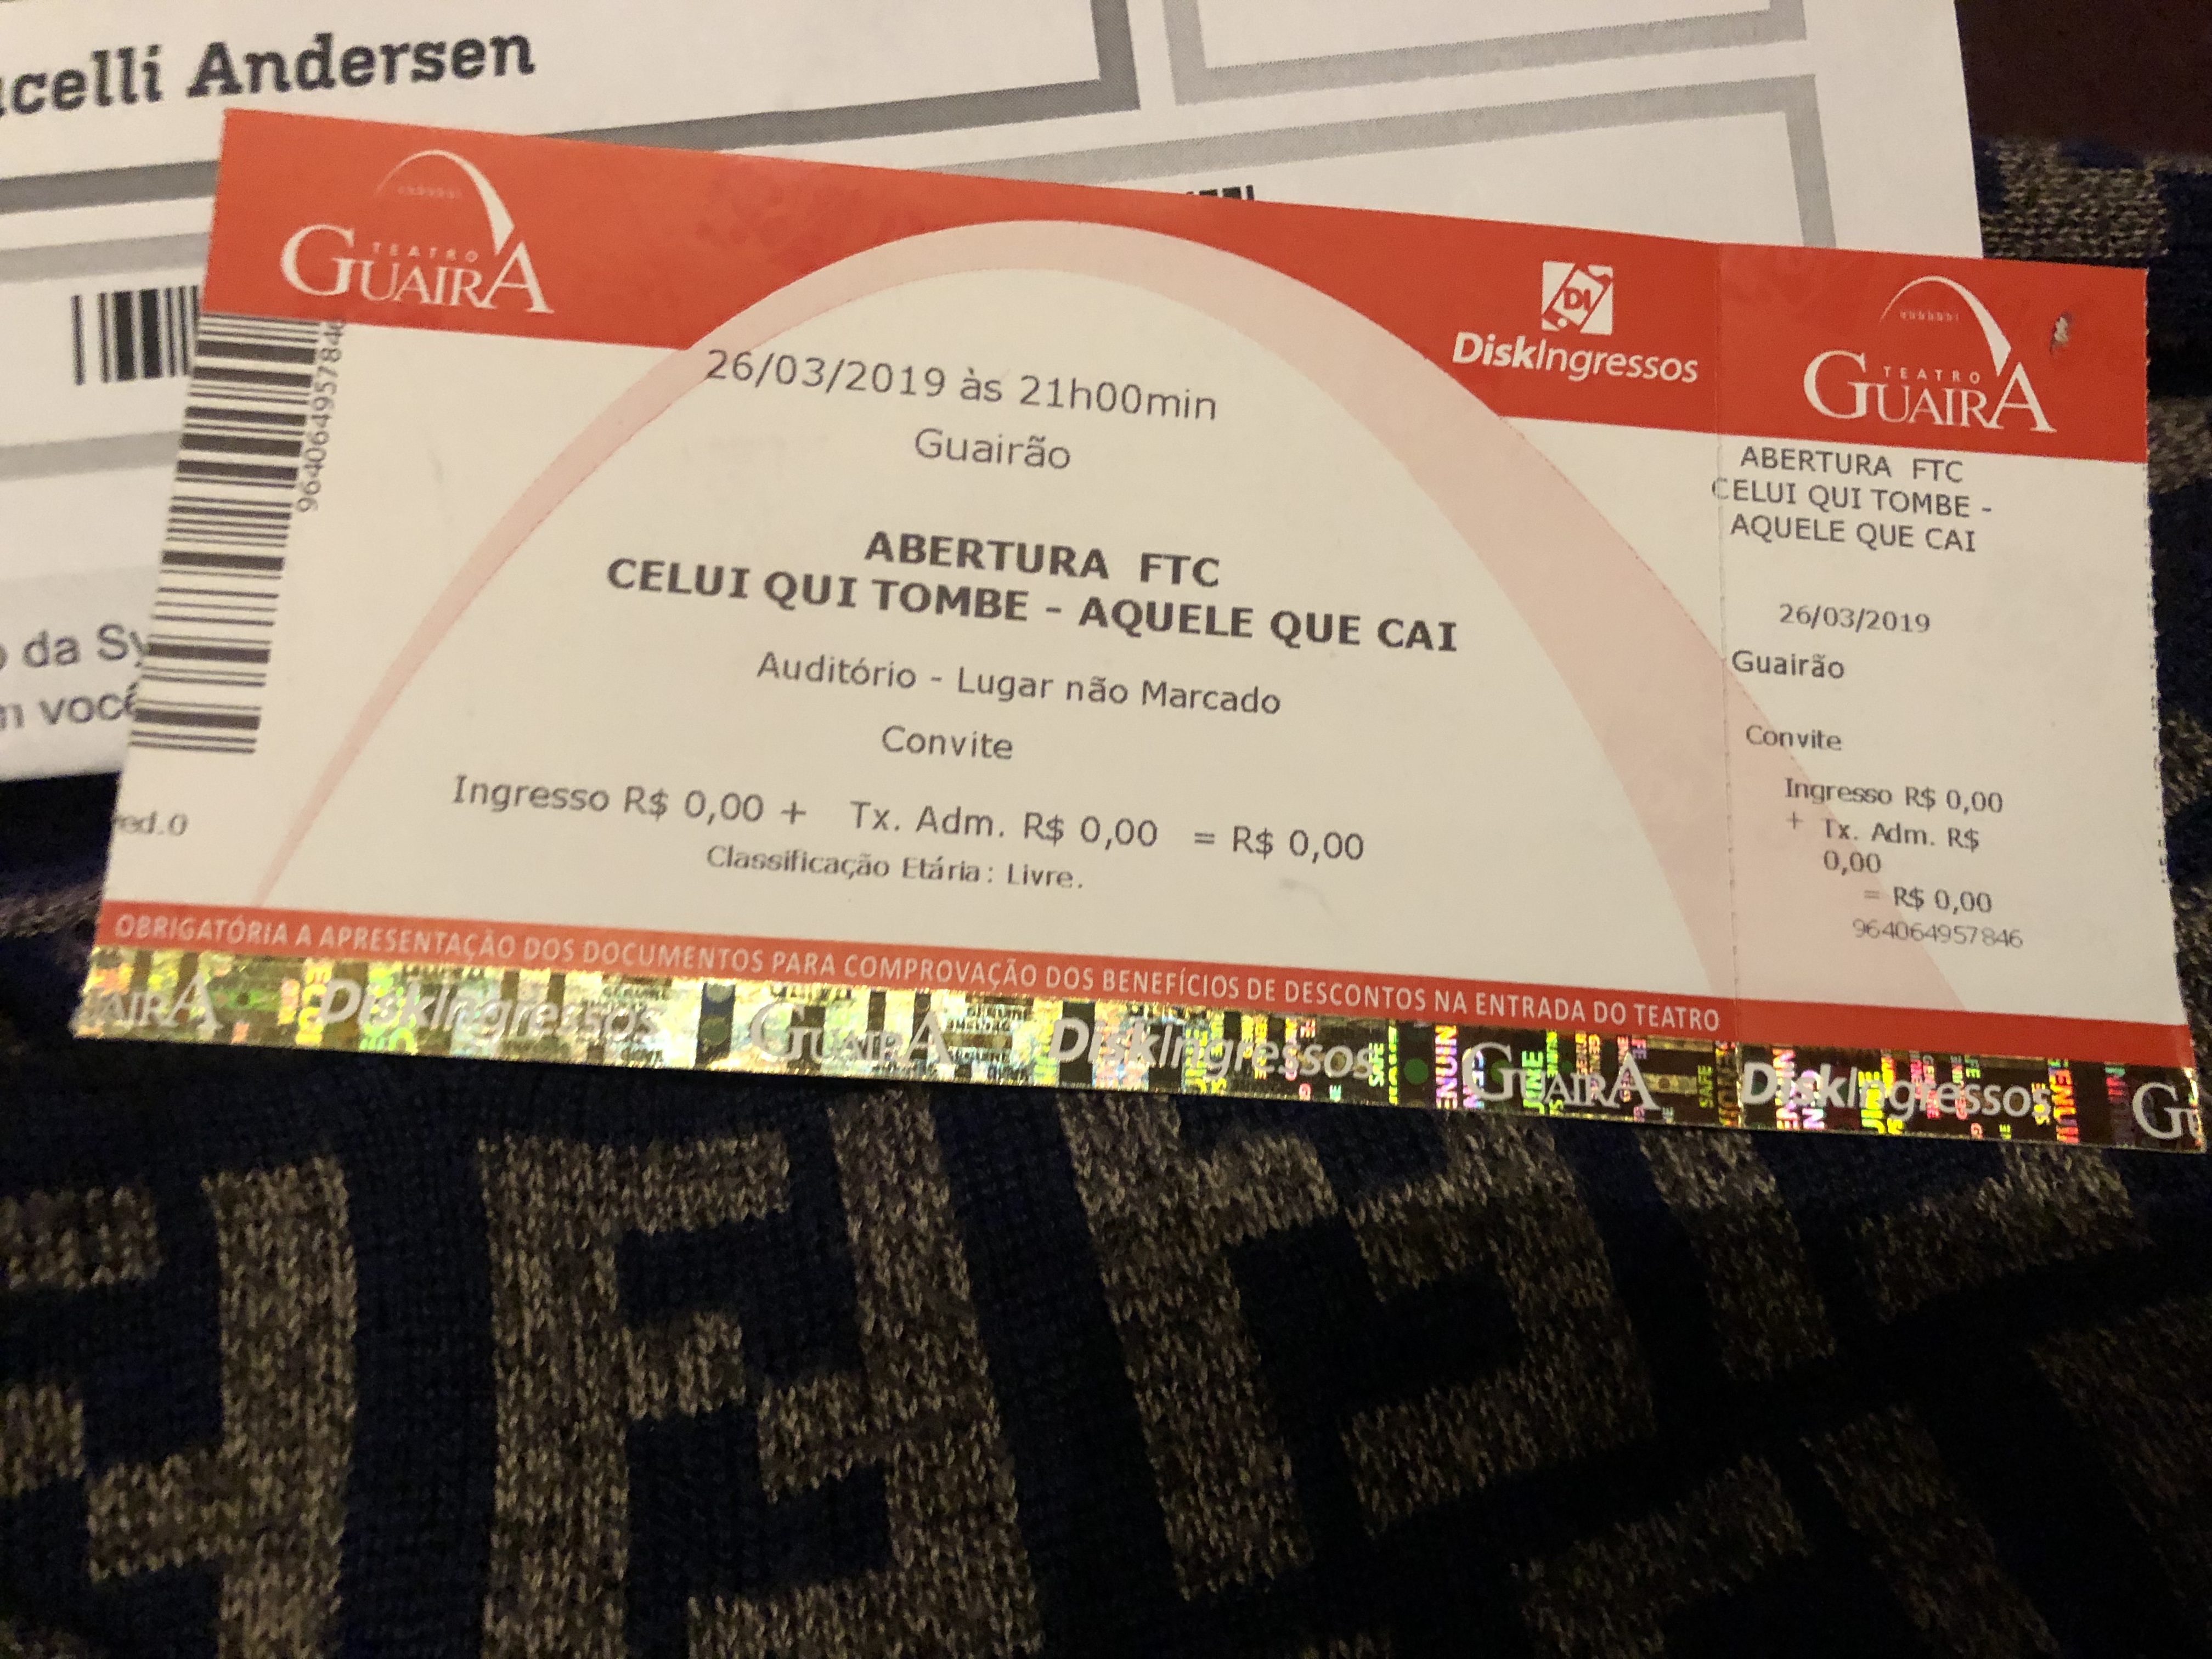 Andersen
TEATRO
GUAIRA
DI
DiskIngressos
TEATRO
GUAIRA
964064957846
26/03/2019 às 21h00min
Guairão
ABERTURA FTC
CELUI QUI TOMBE - AQUELE QUE CAI
Auditório - Lugar não Marcado
Convite
Ingresso R$ 0,00 + Tx. Adm. R$ 0,00 = R$ 0,00
Classificação Etária: Livre.
ABERTURA FTC
CELUI QUI TOMBE -
AQUELE QUE CAI
26/03/2019
Guairão
Convite
Ingresso R$ 0,00
+ Tx. Adm. R$
0,00
= R$ 0,00
964064957846
da
você
ed.0
OBRIGATÓRIA A APRESENTAÇÃO DOS DOCUMENTOS PARA COMPROVAÇÃO DOS BENEFÍCIOS DE DESCONTOS NA ENTRADA DO TEATRO
DiskIngressos GUAIRA DiskIngressos GUAIRA DiskIngressos